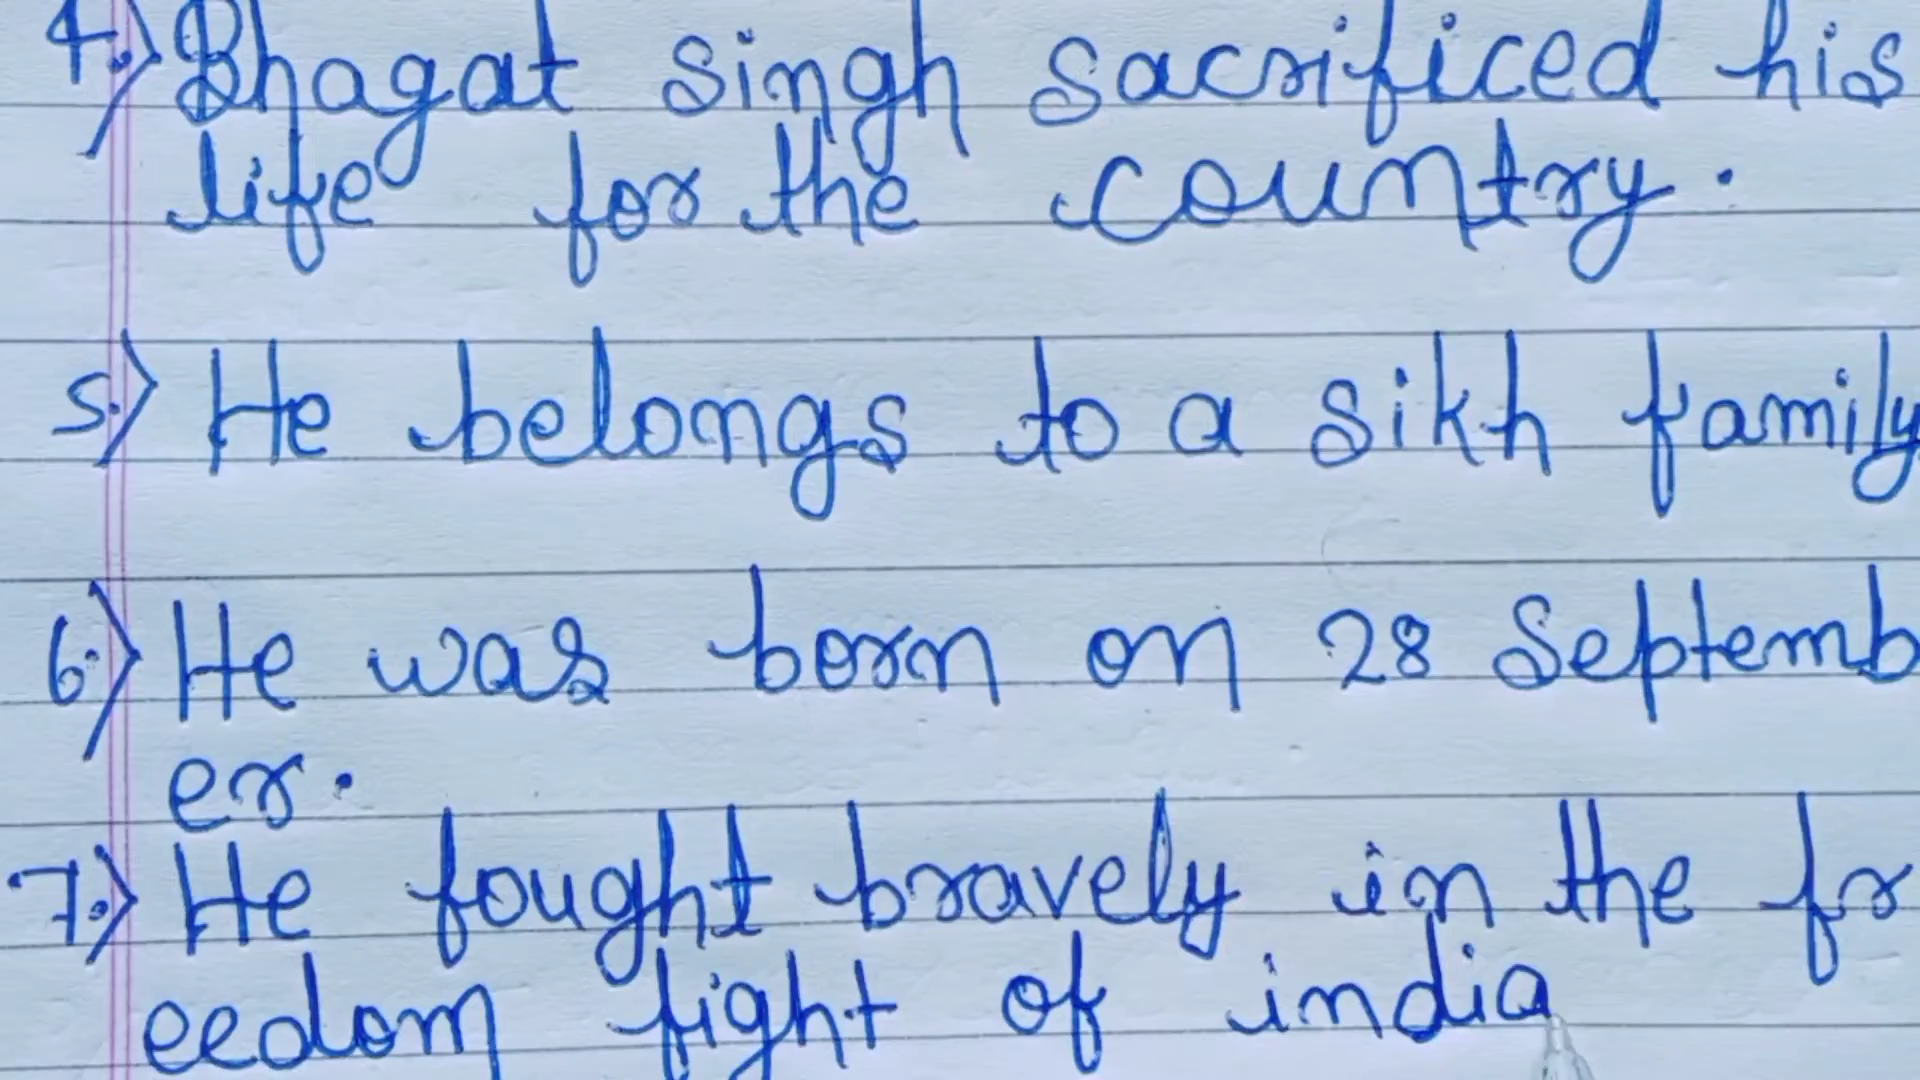 4.) Bhagat singh sacrificed his
life for the country.
5.) He belongs to a sikh family
6.) He was born on 28 Septemb
er.
7.) He fought bravely in the fr
eedom fight of india